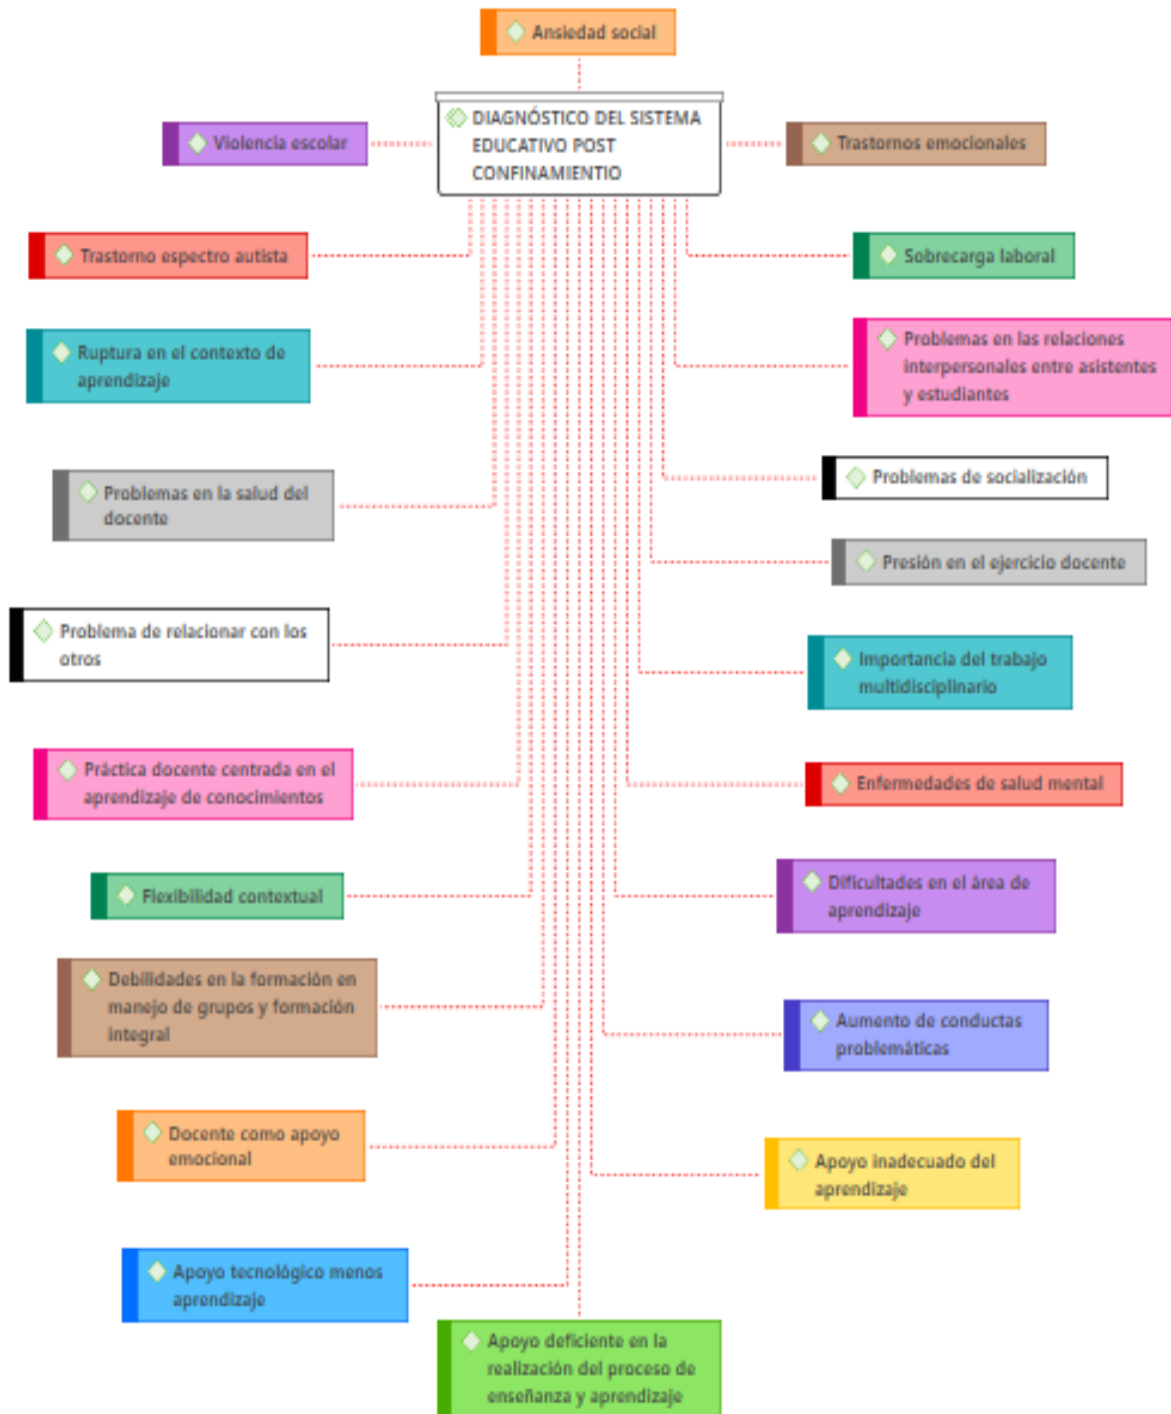 Ansiedad social
DIAGNÓSTICO DEL SISTEMA
EDUCATIVO POST
CONFINAMIENTIO
Violencia escolar
Trastornos emocionales
Trastorno espectro autista
Sobrecarga laboral
Ruptura en el contexto de
aprendizaje
Problemas en las relaciones
interpersonales entre asistentes
y estudiantes
Problemas en la salud del
docente
Problemas de socialización
Presión en el ejercicio docente
Problema de relacionar con los
otros
Importancia del trabajo
multidisciplinario
Práctica docente centrada en el
aprendizaje de conocimientos
Enfermedades de salud mental
Flexibilidad contextual
Dificultades en el área de
aprendizaje
Debilidades en la formación en
manejo de grupos y formación
integral
Aumento de conductas
problemáticas
Docente como apoyo
emocional
Apoyo inadecuado del
aprendizaje
Apoyo tecnológico menos
aprendizaje
Apoyo deficiente en la
realización del proceso de
enseñanza y aprendizaje